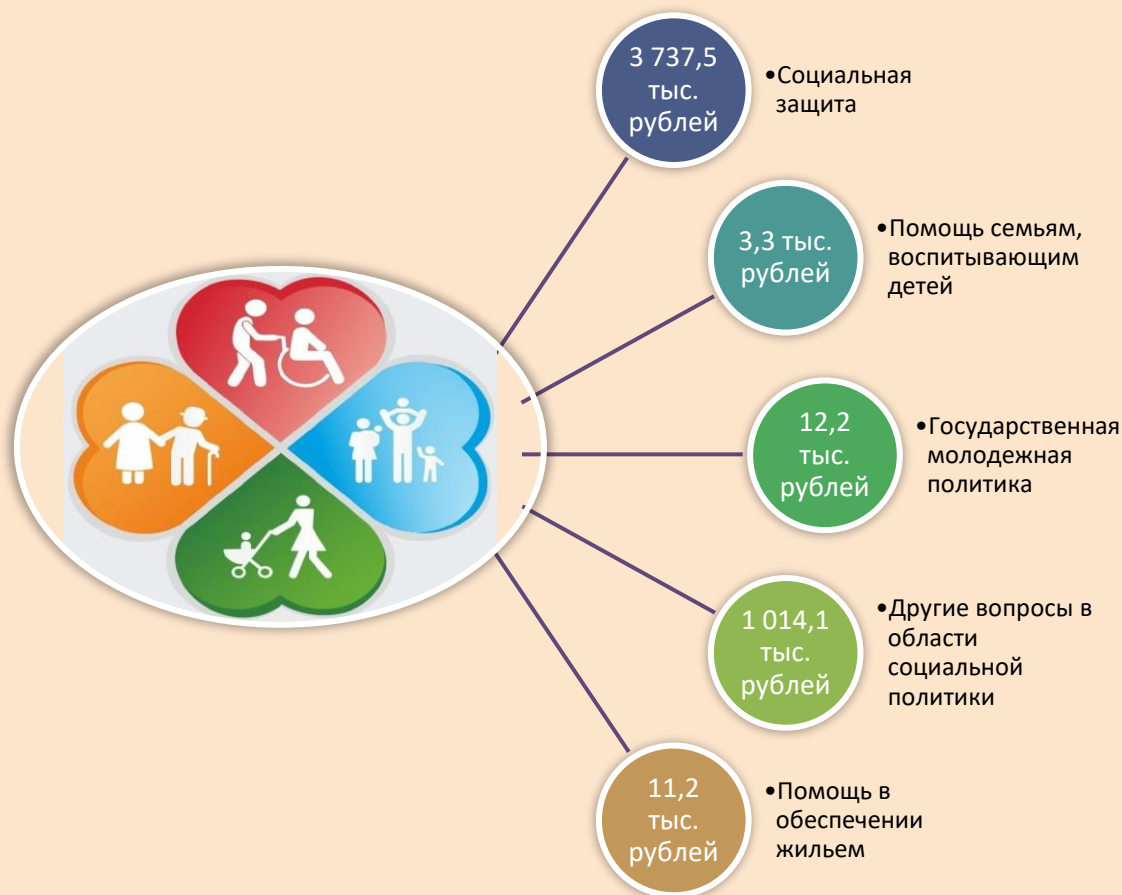 3 737,5
тыс.
рублей
•Социальная
защита
3,3 тыс.
рублей
•Помощь семьям,
воспитывающим
детей
12,2
тыс.
рублей
•Государственная
молодежная
политика
1 014,1
тыс.
рублей
•Другие вопросы в
области
социальной
политики
11,2
тыс.
рублей
•Помощь в
обеспечении
жильем